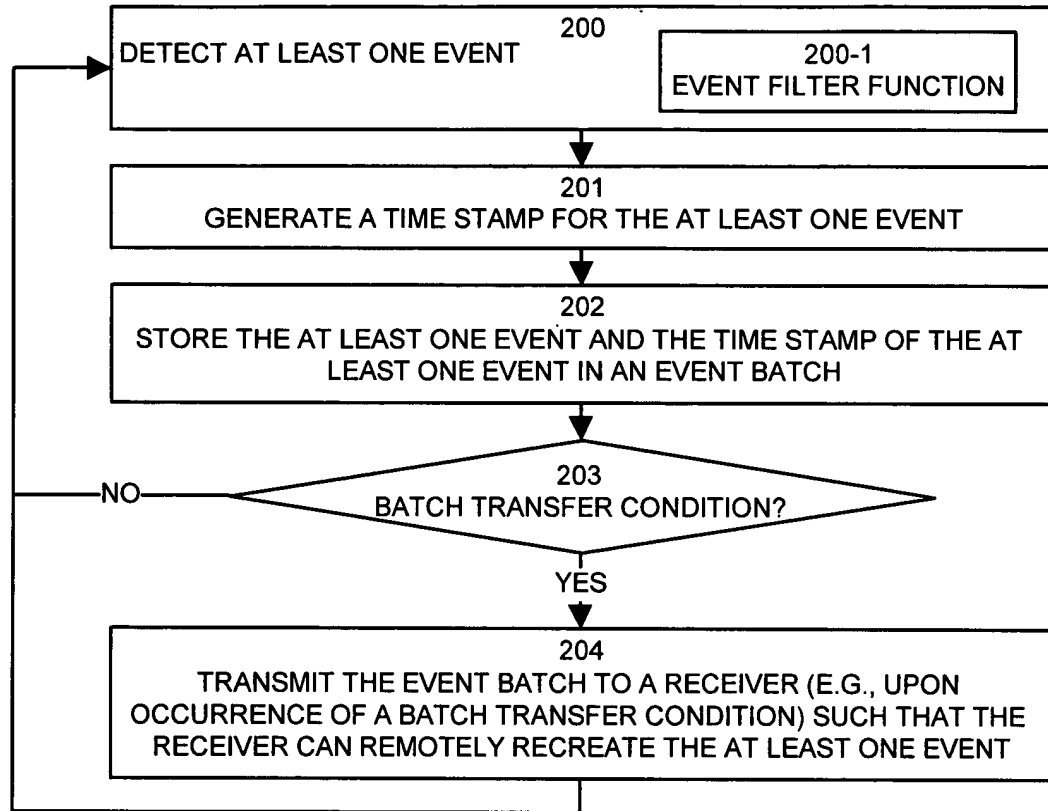 200
DETECT AT LEAST ONE EVENT
200-1
EVENT FILTER FUNCTION
201
GENERATE A TIME STAMP FOR THE AT LEAST ONE EVENT
202
STORE THE AT LEAST ONE EVENT AND THE TIME STAMP OF THE AT
LEAST ONE EVENT IN AN EVENT BATCH
203
BATCH TRANSFER CONDITION?
NO
YES
204
TRANSMIT THE EVENT BATCH TO A RECEIVER (E.G., UPON
OCCURRENCE OF A BATCH TRANSFER CONDITION) SUCH THAT THE
RECEIVER CAN REMOTELY RECREATE THE AT LEAST ONE EVENT